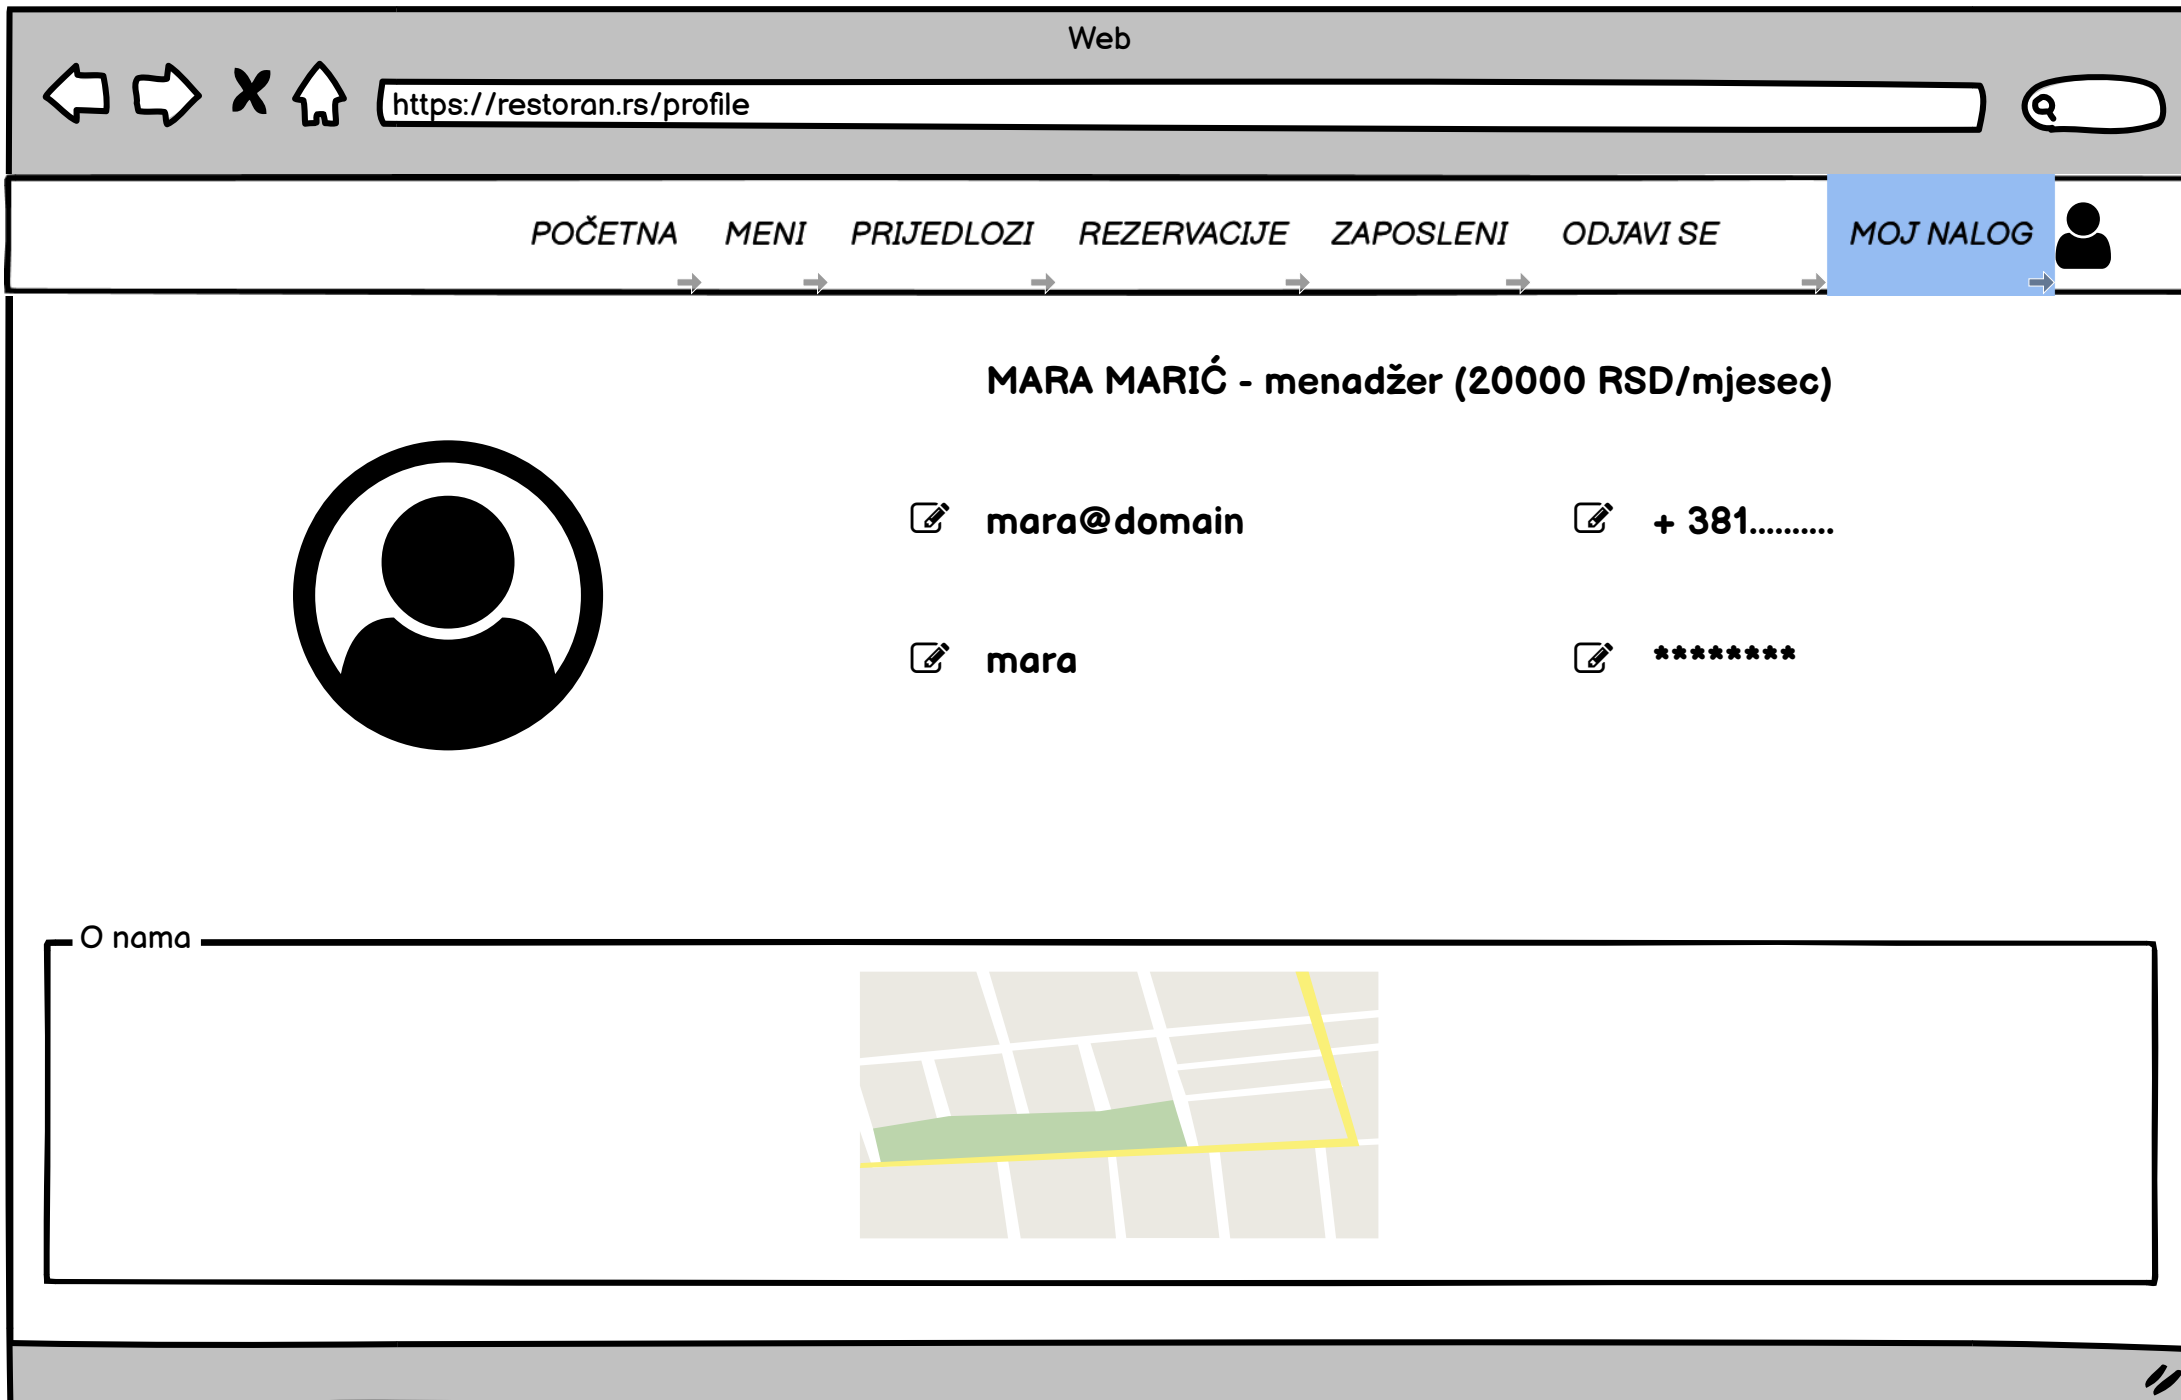 Web
https://restoran.rs/profile
POČETNA MENI PRIJEDLOZI REZERVACIJE ZAPOSLENI ODJAVI SE MOJ NALOG
MARA MARIĆ - menadžer (20000 RSD/mjesec)
mara@domain + 381..........
mara ********
O nama